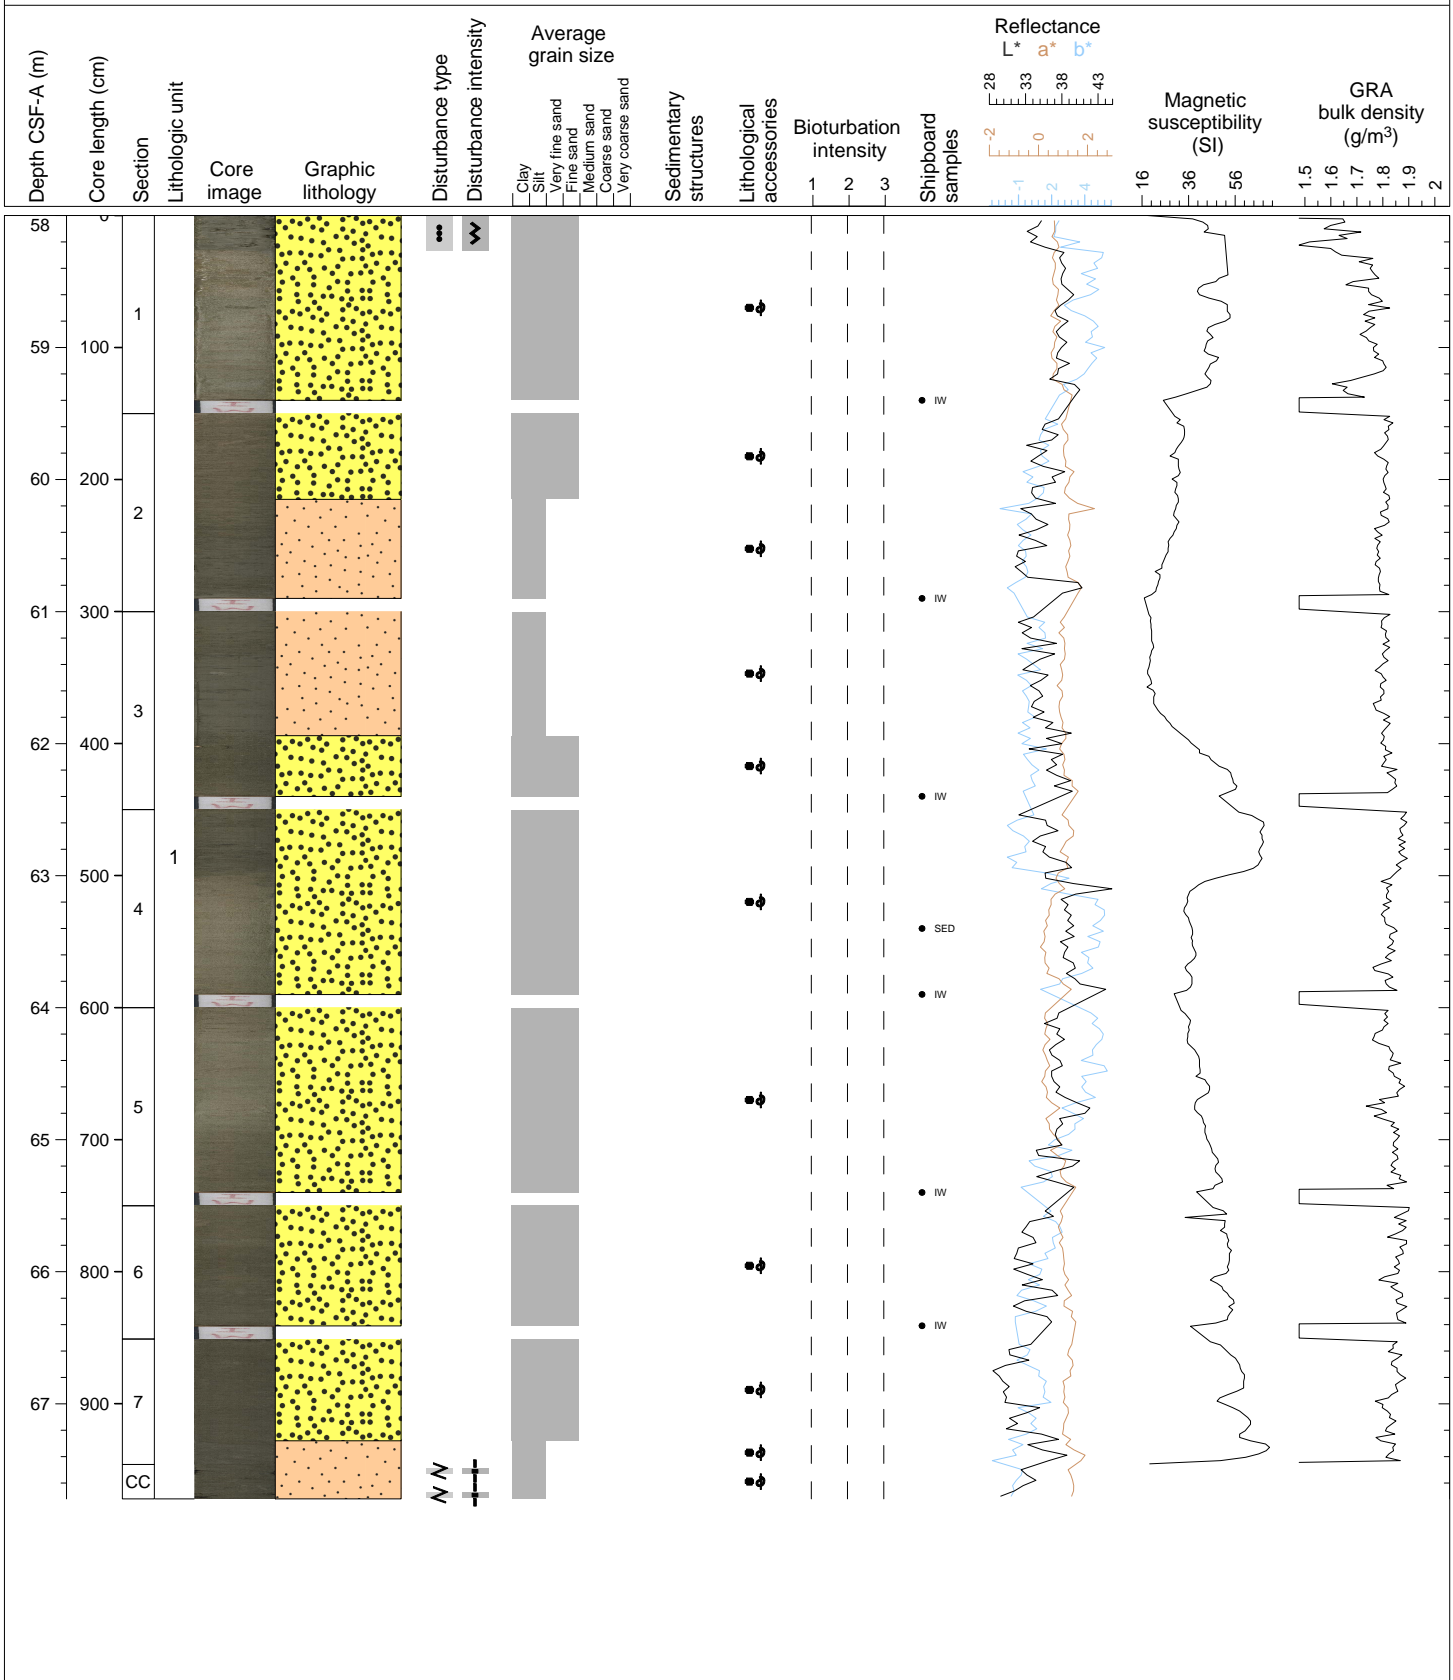 Depth CSF-A (m)
Core length (cm)
Section
Lithologic unit
Core
image
Graphic
lithology
Disturbance type
Disturbance intensity
Average
grain size
Clay
Silt
Very fine sand
Fine sand
Medium sand
Coarse sand
Very coarse sand
Sedimentary
structures
Lithological
accessories
Bioturbation
intensity
1 2 3
Shipboard
samples
Reflectance
L* a* b*
28 33 38 43
-2 0 2
-1 2 4
Magnetic
susceptibility
(SI)
16 36 56
GRA
bulk density
(g/m3)
1.5 1.6 1.7 1.8 1.9 2
58 0
1
59 100
IW
60 200
2
IW
61 300
3
62 400
IW
1
63 500
4
SED
IW
64 600
5
65 700
IW
66 800
6
IW
67 900
7
CC